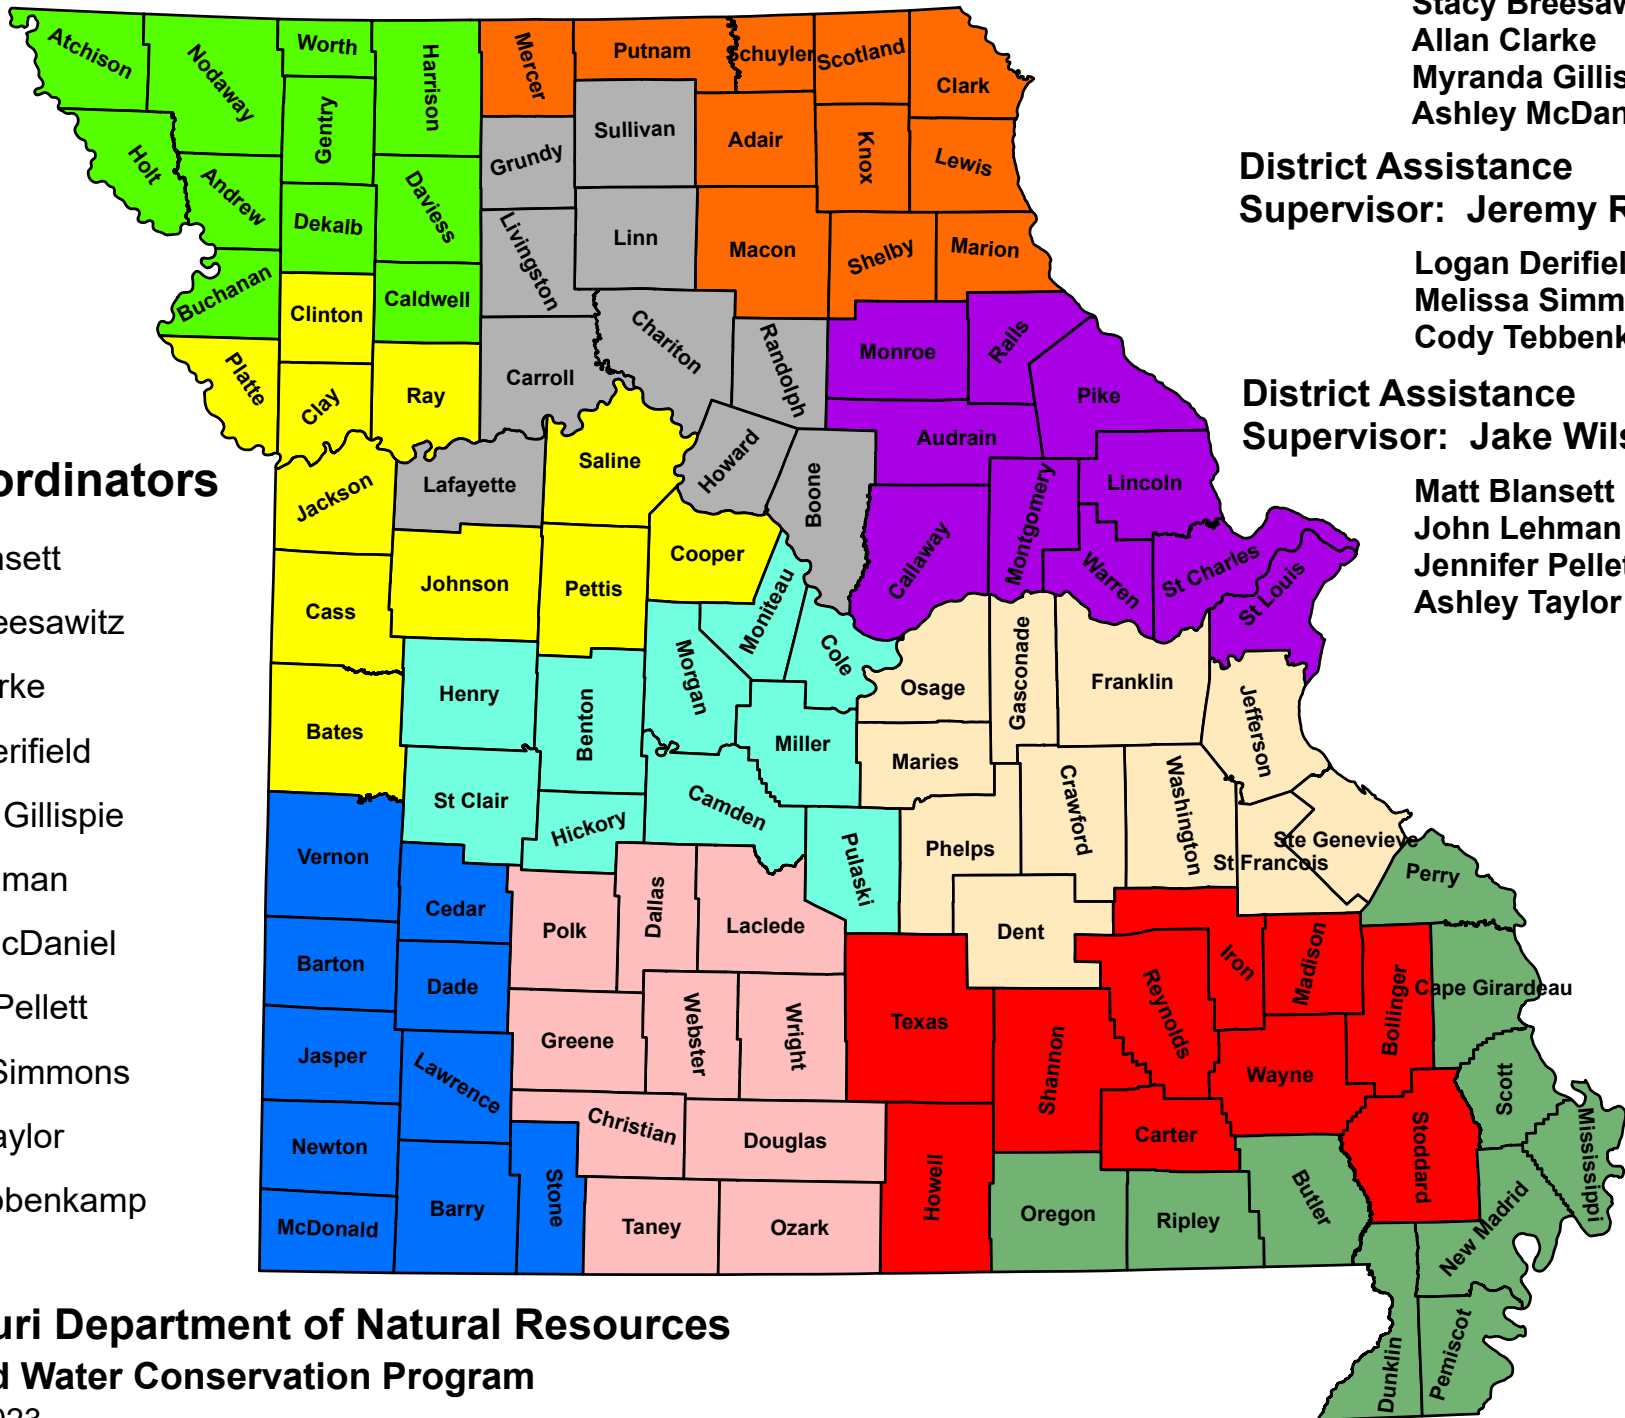 Stacy Breesaw
Allan Clarke
Myranda Gillis
Ashley McDan
District Assistance
Supervisor: Jeremy R
Logan Derifiel
Melissa Simm
Cody Tebbenk
District Assistance
Supervisor: Jake Wils
Matt Blansett
John Lehman
Jennifer Pellet
Ashley Taylor
ordinators
nsett
eesawitz
rke
erifield
Gillispie
man
cDaniel
Pellett
Simmons
aylor
bbenkamp
Atchison
Nodaway
Worth
Harrison
Mercer
Putnam
Schuyler
Scotland
Clark
Holt
Gentry
Grundy
Sullivan
Adair
Knox
Lewis
Andrew
Dekalb
Daviess
Livingston
Linn
Macon
Shelby
Marion
Buchanan
Clinton
Caldwell
Chariton
Randolph
Monroe
Ralls
Platte
Clay
Ray
Carroll
Pike
Audrain
Jackson
Lafayette
Saline
Howard
Boone
Lincoln
Callaway
Montgomery
Cass
Johnson
Pettis
Cooper
Moniteau
Warren
St Charles
St Louis
Cole
Henry
Benton
Morgan
Osage
Gasconade
Franklin
Jefferson
Bates
Miller
Maries
St Clair
Hickory
Camden
Crawford
Washington
Vernon
Pulaski
Phelps
St Francois
Ste Genevieve
Perry
Cedar
Polk
Dallas
Laclede
Dent
Barton
Dade
Iron
Madison
Cape Girardeau
Bollinger
Jasper
Lawrence
Greene
Webster
Wright
Texas
Shannon
Reynolds
Wayne
Scott
Newton
Christian
Douglas
Carter
Stoddard
Mississippi
McDonald
Barry
Stone
Taney
Ozark
Howell
Oregon
Ripley
Butler
New Madrid
Dunklin
Pemiscot
uri Department of Natural Resources
d Water Conservation Program